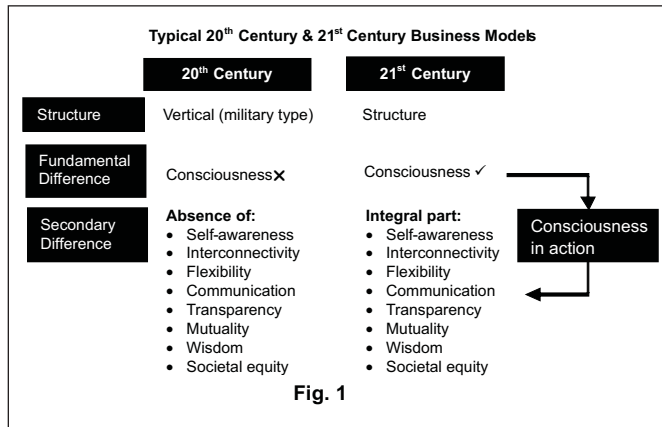 Typical 20th Century & 21st Century Business Models
20th Century 21st Century
Structure Vertical (military type) Structure
Fundamental
Difference
Consciousness✕ Consciousness ✓
Secondary
Difference
Absence of:
• Self-awareness
• Interconnectivity
• Flexibility
• Communication
• Transparency
• Mutuality
• Wisdom
• Societal equity
Integral part:
• Self-awareness
• Interconnectivity
• Flexibility
• Communication
• Transparency
• Mutuality
• Wisdom
• Societal equity
Consciousness
in action
Fig. 1